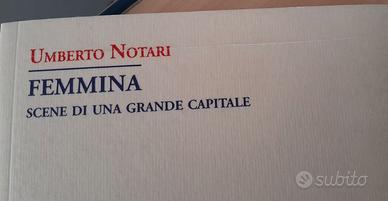 UMBERTO NOTARI
FEMMINA
SCENE DI UNA GRANDE CAPITALE
subito